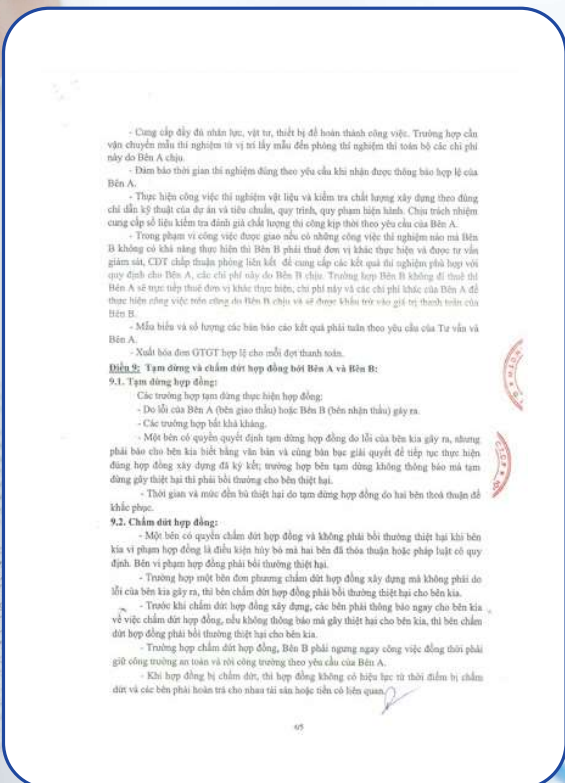 - Cung cấp đầy đủ nhân lực, vật tư, thiết bị để hoàn thành công việc. Trường hợp cần
vận chuyển mẫu thí nghiệm từ vị trí lấy mẫu đến phòng thí nghiệm thi toàn bộ các chi phí
này do Bên A chịu.
- Đảm bảo thời gian thí nghiệm đúng theo yêu cầu khi nhận được thông báo hợp lệ của
Bên A.
- Thực hiện công việc thí nghiệm vật liệu và kiểm tra chất lượng xây dựng theo đúng
chỉ dẫn kỹ thuật của dự án và tiêu chuẩn, quy trình, quy phạm hiện hành. Chịu trách nhiệm
cung cấp số liệu kiểm tra đánh giá chất lượng thi công kịp thời theo yêu cầu của Bên A.
- Trong phạm vi công việc được giao nếu có những công việc thí nghiệm nào mà Bên
B không có khả năng thực hiện thì Bên B phải thuê đơn vị khác thực hiện và được tư vấn
giám sát, CDT chấp thuận phòng liên kết để cung cấp các kết quả thí nghiệm phù hợp với
quy định cho Bên A, các chi phí này do Bên B chịu. Trường hợp Bên B không đi thuê thì
Bên A sẽ trực tiếp thuê đơn vị khác thực hiện, chi phí này và các chi phí khác của Bên A để
thực hiện công việc trên cũng do Bên B chịu và sẽ được khấu trừ vào giá trị thanh toán của
Bên B.
- Mẫu biểu và số lượng các bản báo cáo kết quả phải tuân theo yêu cầu của Tư vấn và
Bên A.
- Xuất hóa đơn GTGT hợp lệ cho mỗi đợt thanh toán.
Điều 9: Tạm dừng và chấm dứt hợp đồng bởi Bên A và Bên B:
9.1. Tạm dừng hợp đồng:
Các trường hợp tạm dừng thực hiện hợp đồng:
- Do lỗi của Bên A (bên giao thầu) hoặc Bên B (bên nhận thầu) gây ra.
- Các trường hợp bất khả kháng.
- Một bên có quyền quyết định tạm dừng hợp đồng do lỗi của bên kia gây ra, nhưng
phải báo cho bên kia biết bằng văn bản và cùng bàn bạc giải quyết để tiếp tục thực hiện
đúng hợp đồng xây dựng đã ký kết; trường hợp bên tạm dừng không thông báo mà tạm
dừng gây thiệt hại thì phải bồi thường cho bên thiệt hại.
- Thời gian và mức đền bù thiệt hại do tạm dừng hợp đồng do hai bên thoả thuận để
khắc phục.
9.2. Chấm dứt hợp đồng:
- Một bên có quyền chấm dứt hợp đồng và không phải bồi thường thiệt hại khi bên
kia vi phạm hợp đồng là điều kiện hủy bỏ mà hai bên đã thỏa thuận hoặc pháp luật có quy
định. Bên vi phạm hợp đồng phải bồi thường thiệt hại.
- Trường hợp một bên đơn phương chấm dứt hợp đồng xây dựng mà không phải do
lỗi của bên kia gây ra, thì bên chấm dứt hợp đồng phải bồi thường thiệt hại cho bên kia.
- Trước khi chấm dứt hợp đồng xây dựng, các bên phải thông báo ngay cho bên kia
về việc chấm dứt hợp đồng, nếu không thông báo mà gây thiệt hại cho bên kia, thì bên chấm
dứt hợp đồng phải bồi thường thiệt hại cho bên kia.
- Trường hợp chấm dứt hợp đồng, Bên B phải ngưng ngay công việc đồng thời phải
giữ công trường an toàn và rời công trường theo yêu cầu của Bên A.
- Khi hợp đồng bị chấm dứt, thì hợp đồng không có hiệu lực từ thời điểm bị chấm
dứt và các bên phải hoàn trả cho nhau tài sản hoặc tiền có liên quan.